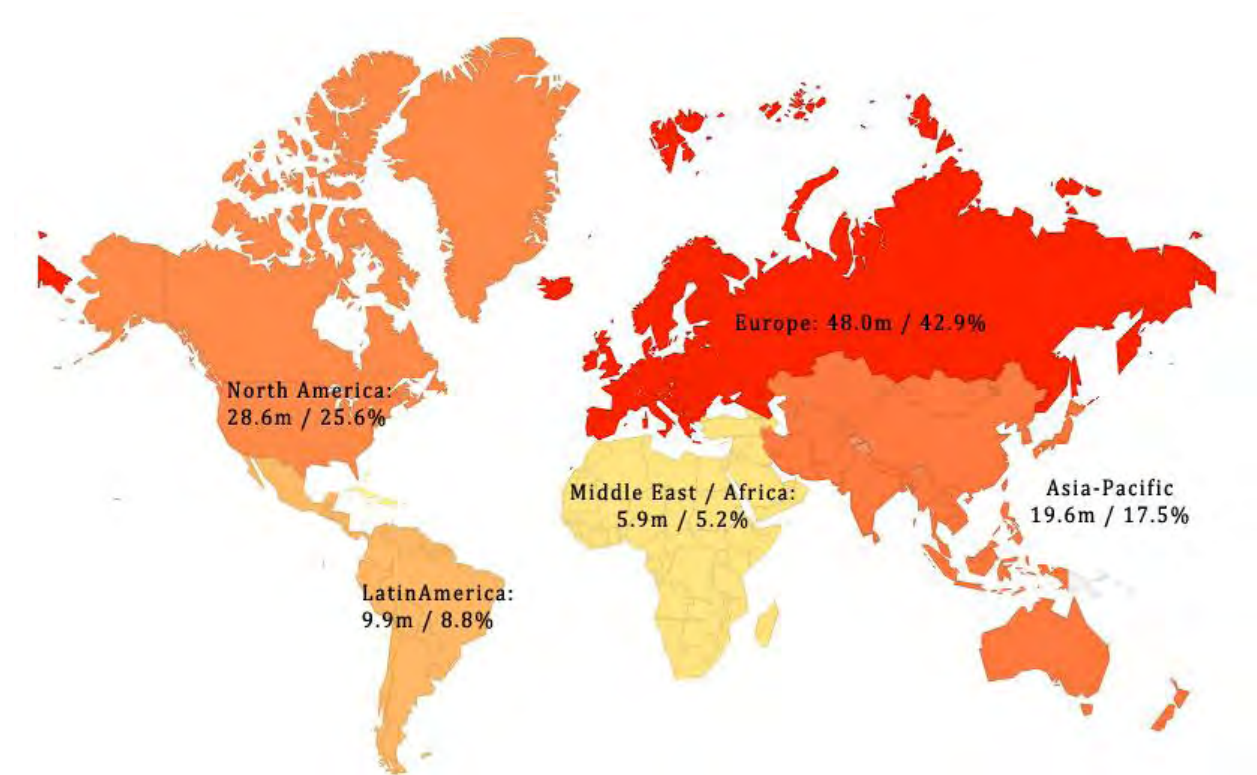 Europe: 48.0m / 42.9%
North America:
28.6m / 25.6%
Middle East / Africa:
5.9m / 5.2%
Asia-Pacific
19.6m / 17.5%
LatinAmerica:
9.9m / 8.8%